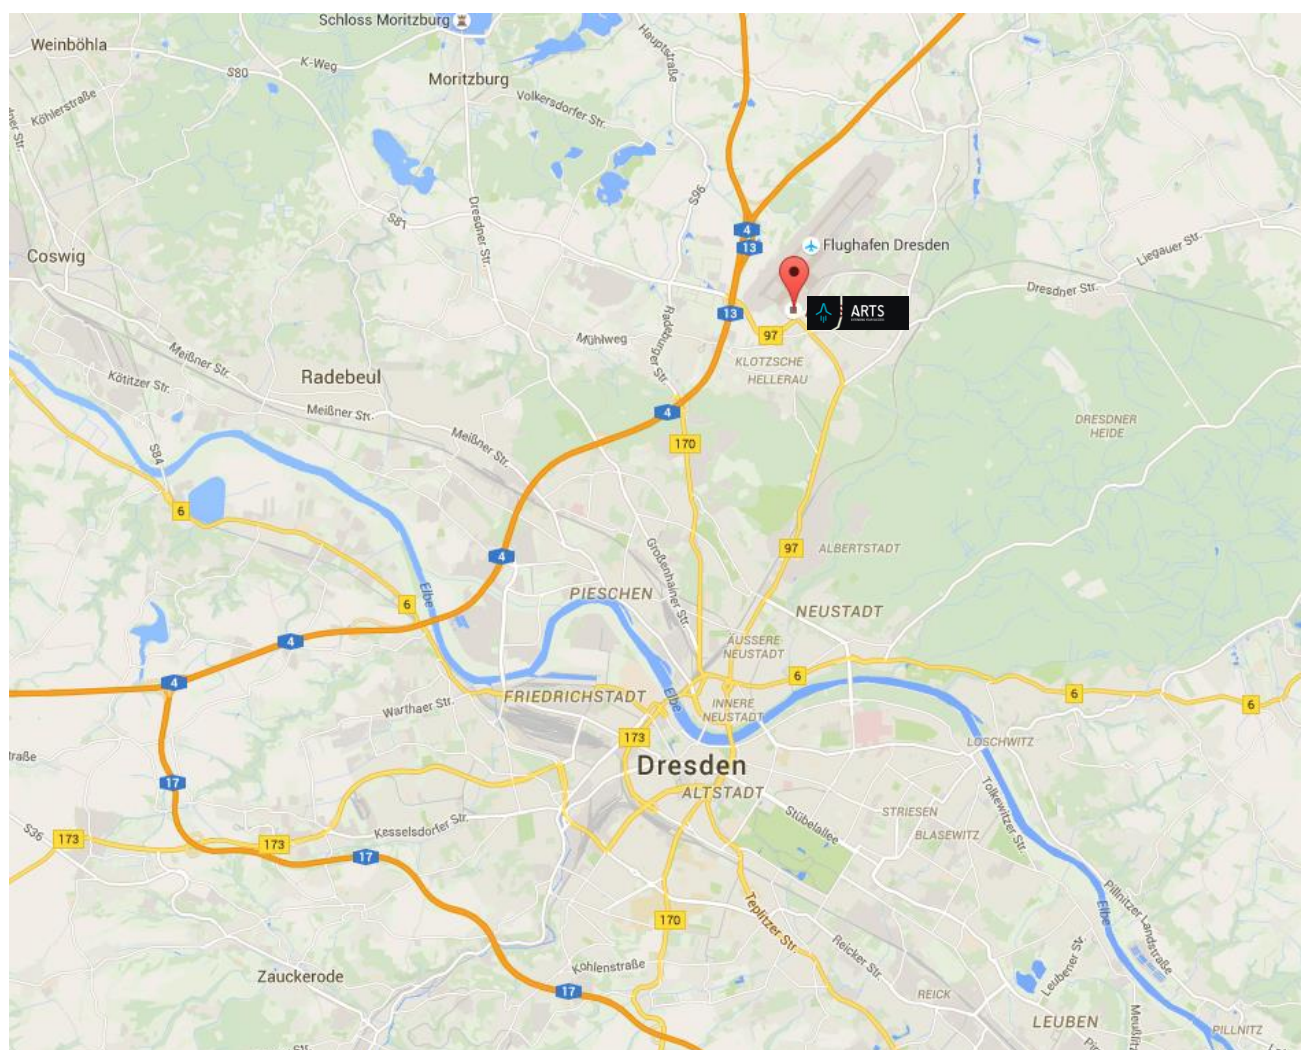 Schloss Moritzburg
Weinböhla
K-Weg
S80
Moritzburg
Hauptstraße
Köhlerstraße
Volkersdorfer Str.
S81
Dresdner Str.
S96
4
13
Flughafen Dresden
Liegauer Str.
Coswig
Dresdner Str.
ARTS
13
97
Mühlweg
Radeburger Str.
KLOTZSCHE
HELLERAU
Meißner Str.
Kötitzer Str.
Radebeul
Meißner Str.
4
DRESDNER
HEIDE
Meißner Str.
170
S84
6
4
97
ALBERTSTADT
Großenhainer Str.
Elbe
PIESCHEN
6
NEUSTADT
4
ÄUSSERE
NEUSTADT
6
4
FRIEDRICHSTADT
Elbe
6
6
Warthaer Str.
INNERE
NEUSTADT
173
LOSCHWITZ
traße
Dresden
17
ALTSTADT
Tolkewitzer Str.
STRIESEN
Stübelallee
S36
173
173
Kesselsdorfer Str.
BLASEWITZ
17
Pillnitzer Landstraße
Elbe
170
Teplitzer Str.
Reicker Str.
Zauckerode
Kohlenstraße
Leubener Str.
17
REICK
LEUBEN
Meußlitz
PILLNITZ